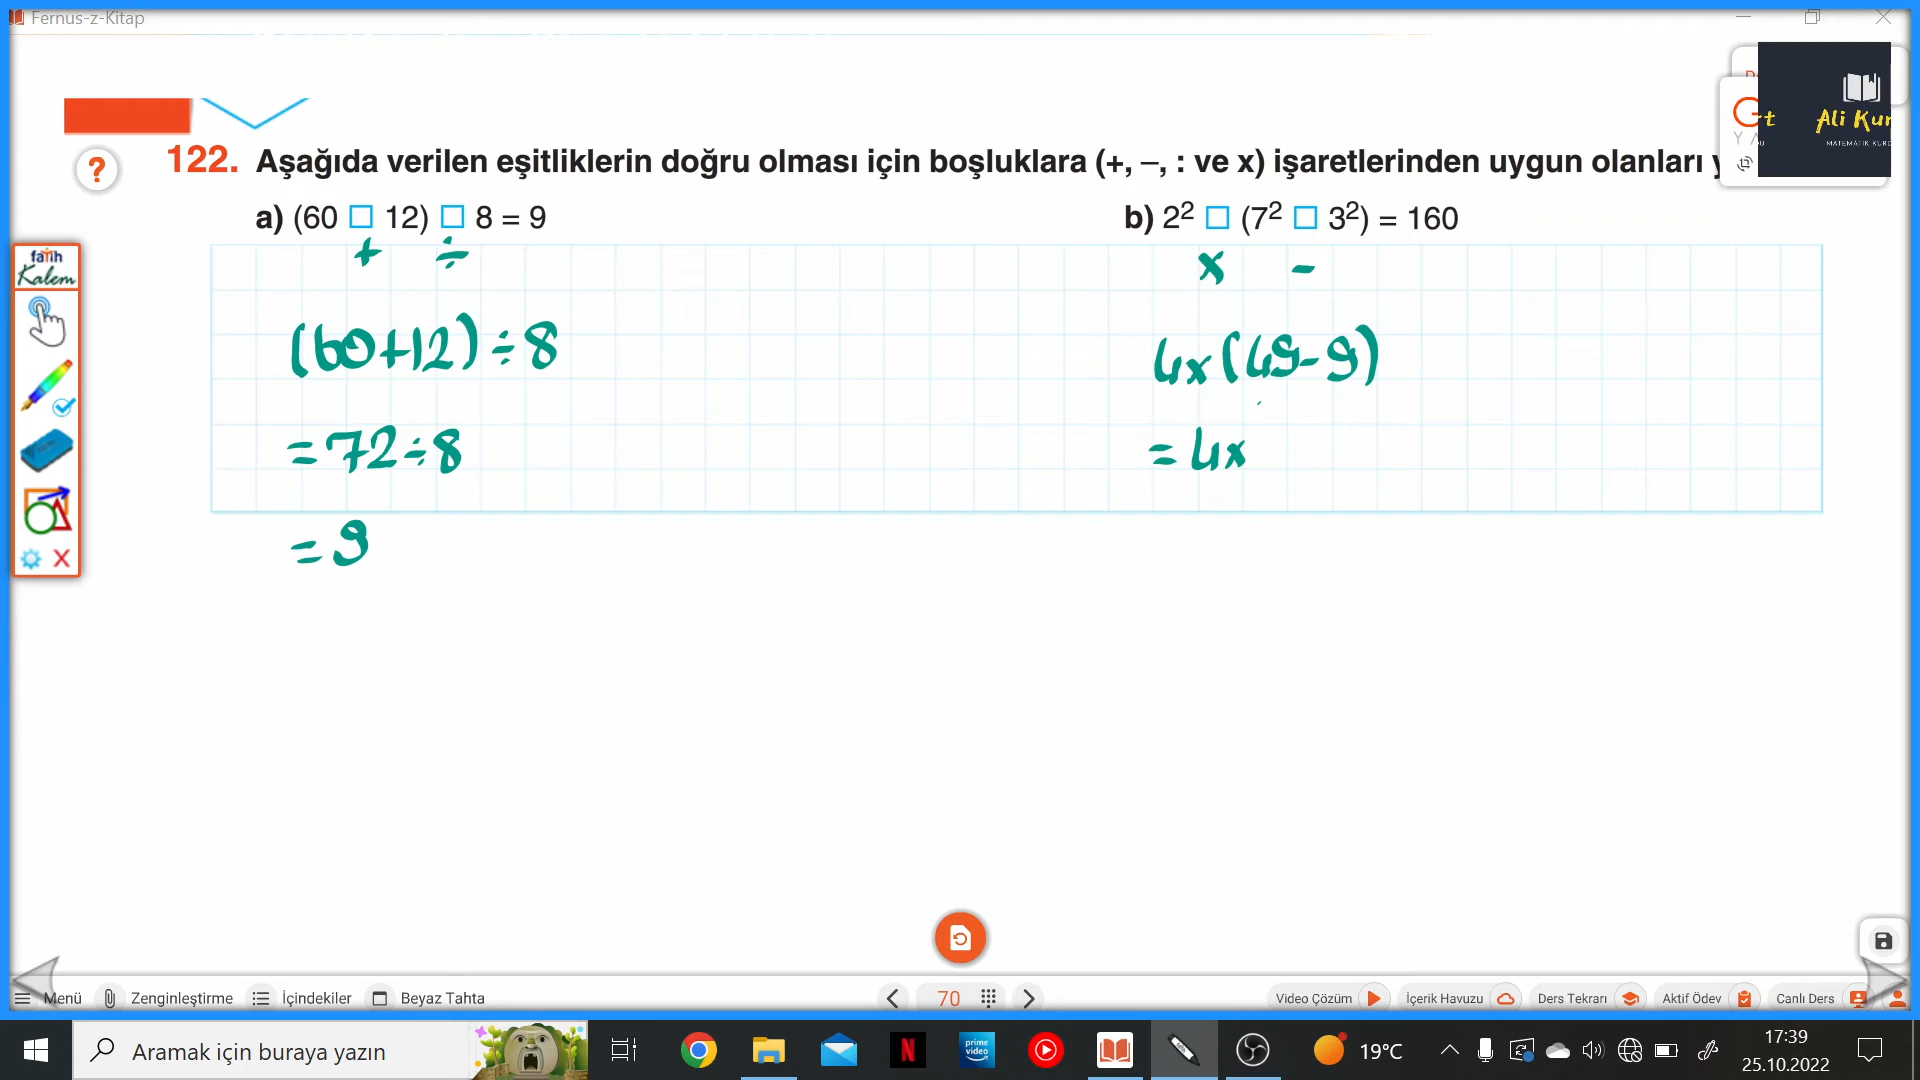 Fernus-z-Kitap
Ali Kur
MATEMATİK KURD
122. Aşağıda verilen eşitliklerin doğru olması için boşluklara (+, –, : ve x) işaretlerinden uygun olanları
a) (60 □ 12) □ 8 = 9
b) 2² □ (7² □ 3²) = 160
+ ÷
x -
(60+12) ÷ 8
4x(49-9)
= 72÷8
= 4x
= 9
fatih
Kalem
Menü
Zenginleştirme
İçindekiler
Beyaz Tahta
70
Video Çözüm
İçerik Havuzu
Ders Tekrarı
Aktif Ödev
Canlı Ders
Aramak için buraya yazın
prime video
19°C
17:39
25.10.2022